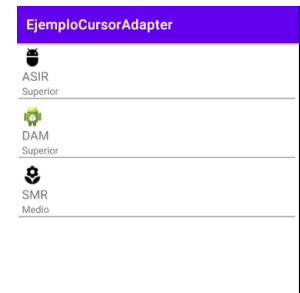 EjemploCursorAdapter
ASIR
Superior
DAM
Superior
SMR
Medio